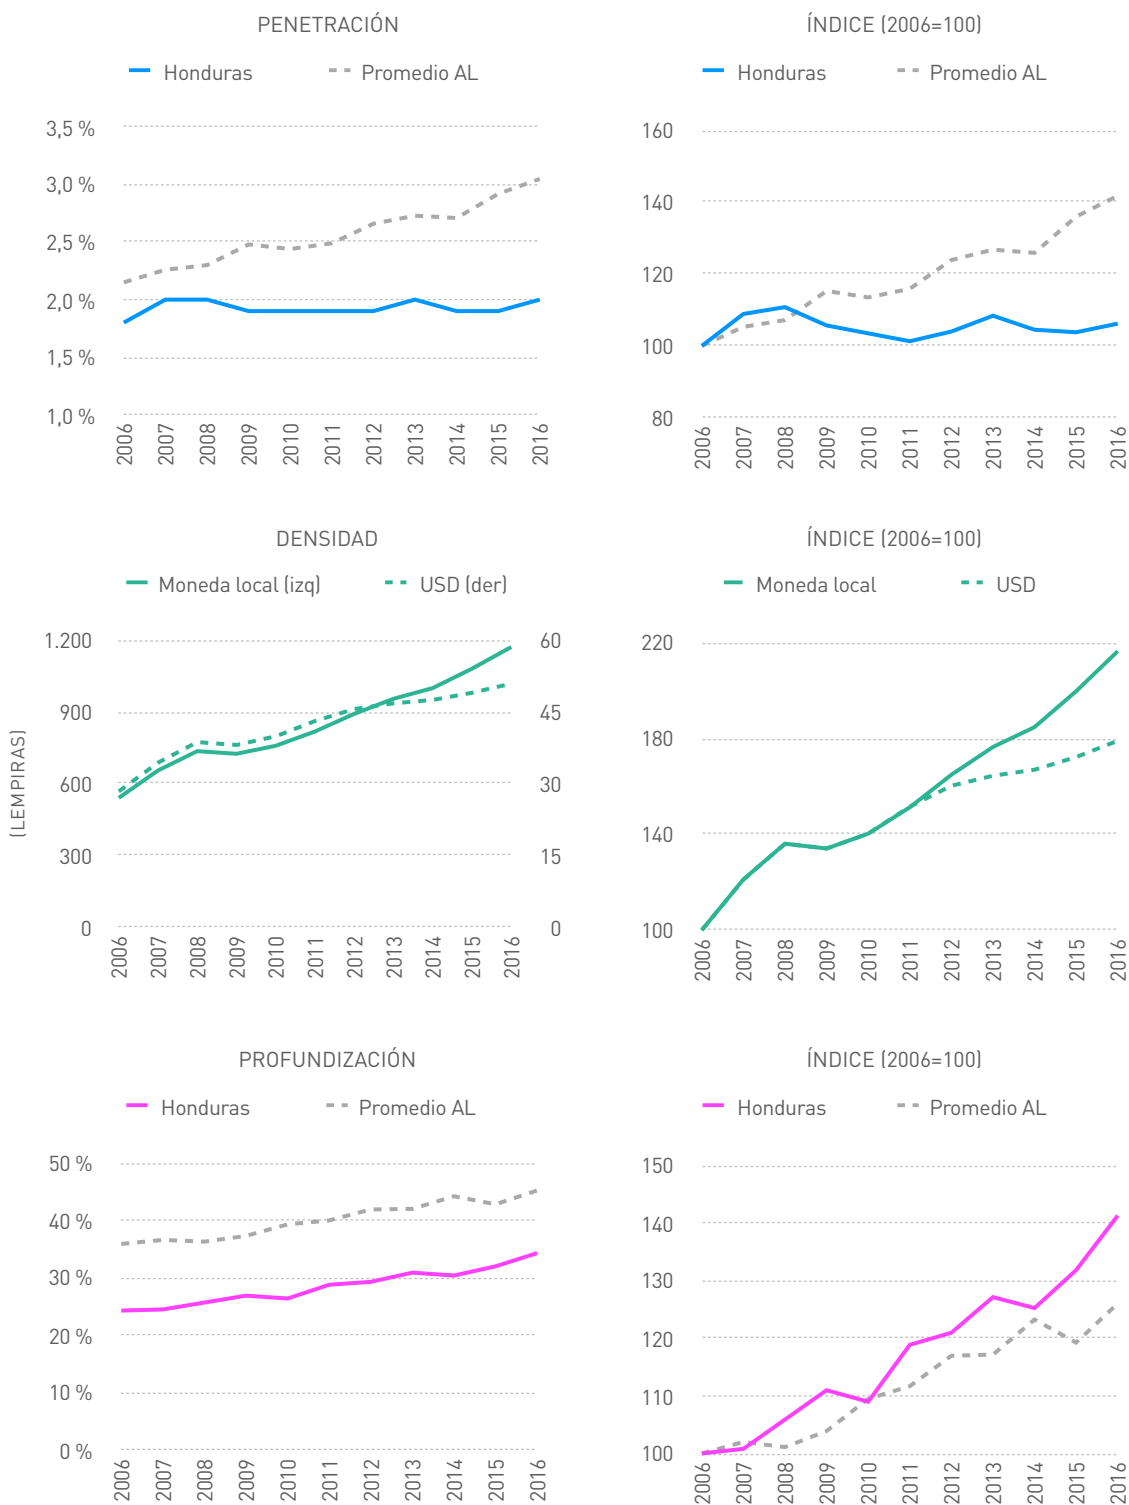 PENETRACIÓN
Honduras
Promedio AL
3,5 %
3,0 %
2,5 %
2,0 %
1,5 %
1,0 %
2006 2007 2008 2009 2010 2011 2012 2013 2014 2015 2016
ÍNDICE (2006=100)
Honduras
Promedio AL
160
140
120
100
80
2006 2007 2008 2009 2010 2011 2012 2013 2014 2015 2016
DENSIDAD
Moneda local (izq)
USD (der)
(LEMPIRAS)
1.200
900
600
300
0
60
45
30
15
0
2006 2007 2008 2009 2010 2011 2012 2013 2014 2015 2016
ÍNDICE (2006=100)
Moneda local
USD
220
180
140
100
2006 2007 2008 2009 2010 2011 2012 2013 2014 2015 2016
PROFUNDIZACIÓN
Honduras
Promedio AL
50 %
40 %
30 %
20 %
10 %
0 %
2006 2007 2008 2009 2010 2011 2012 2013 2014 2015 2016
ÍNDICE (2006=100)
Honduras
Promedio AL
150
140
130
120
110
100
2006 2007 2008 2009 2010 2011 2012 2013 2014 2015 2016